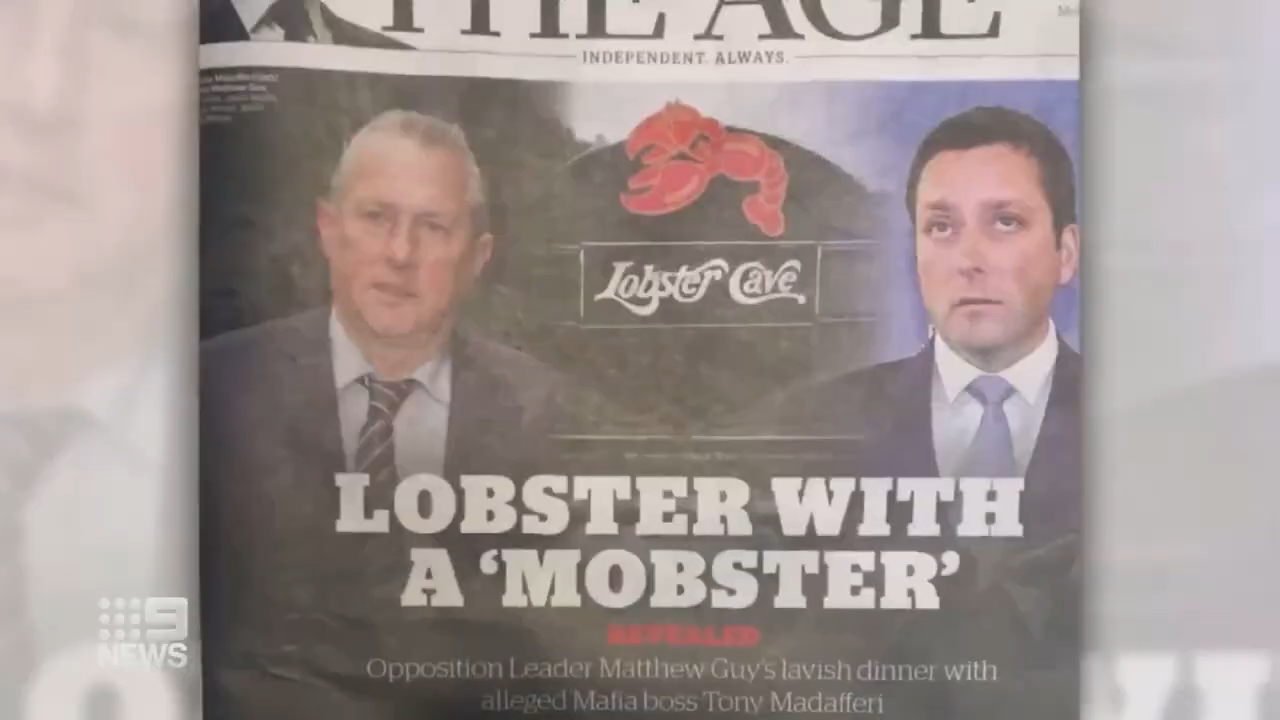 THE AGE
INDEPENDENT. ALWAYS.
Lobster Cave
LOBSTER WITH
A ‘MOBSTER’
REVEALED
Opposition Leader Matthew Guy's lavish dinner with
alleged Mafia boss Tony Madafferi
9
NEWS